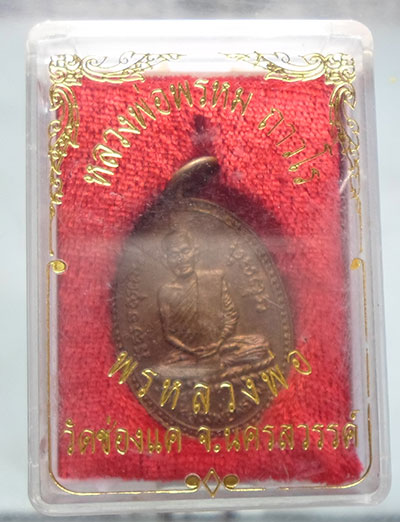 หลวงพ่อพรหม ถาวโร
พรหลวงพ่อ
วัดช่องแค จ.นครสวรรค์